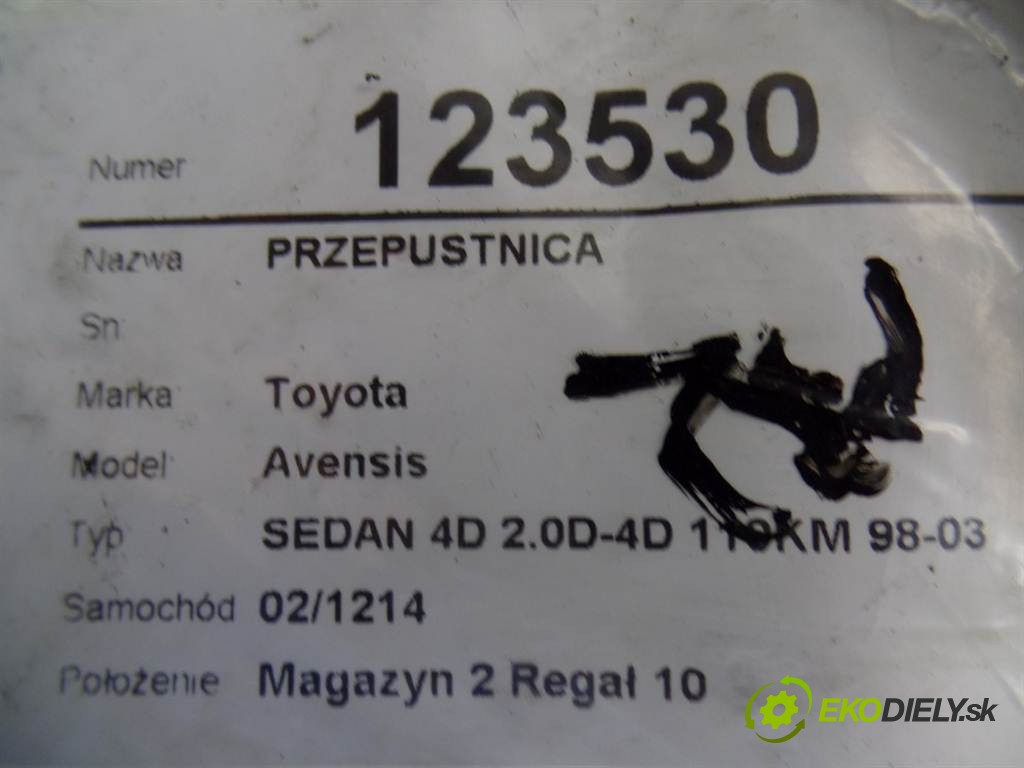 Numer 123530
Nazwa PRZEPUSTNICA
Sn
Marka Toyota
Model Avensis
Typ SEDAN 4D 2.0D-4D 110KM 98-03
Samochód 02/1214
Położenie Magazyn 2 Regał 10
EKODIELY.sk